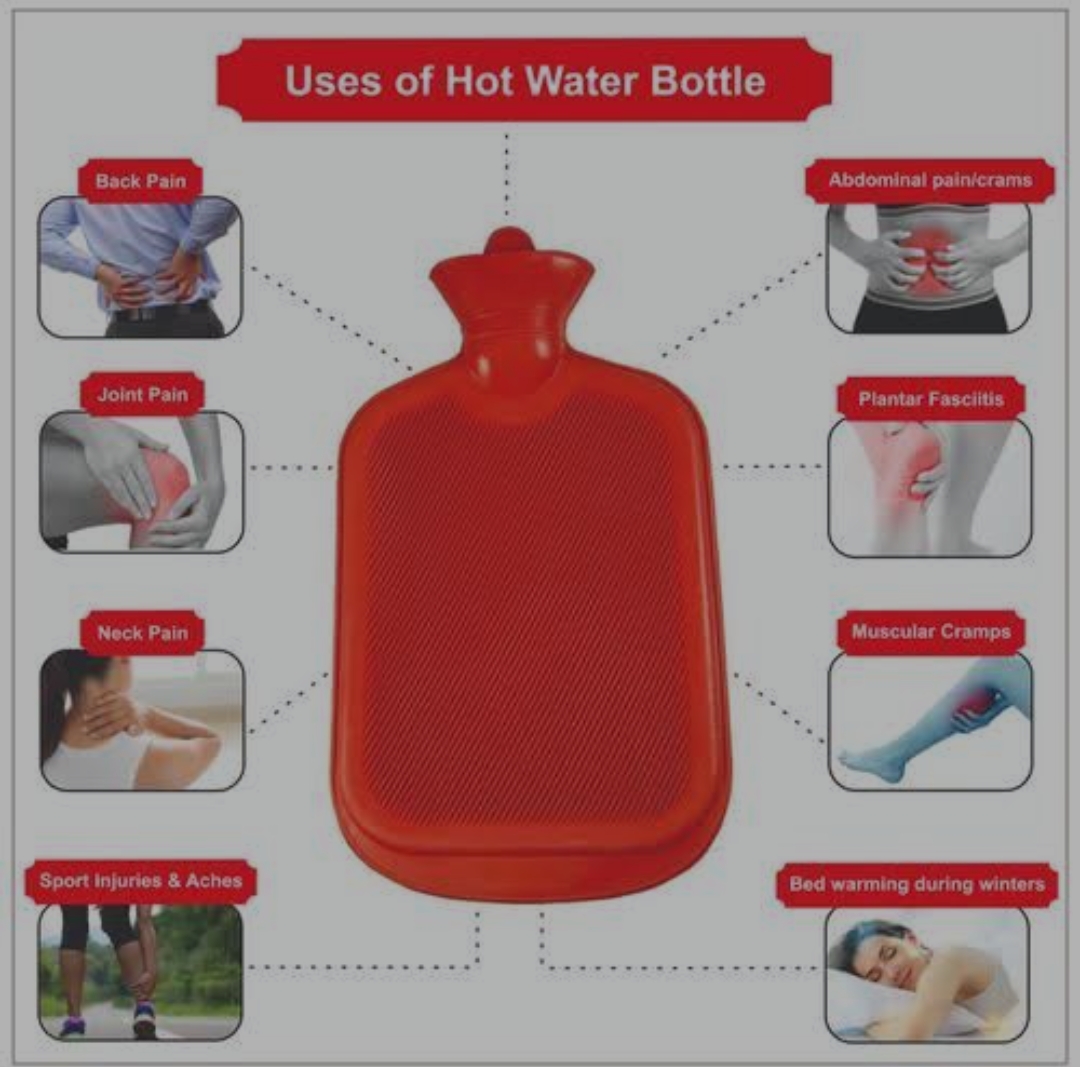 Uses of Hot Water Bottle
Back Pain
Abdominal pain/crams
Joint Pain
Plantar Fasciitis
Neck Pain
Muscular Cramps
Sport Injuries & Aches
Bed warming during winters